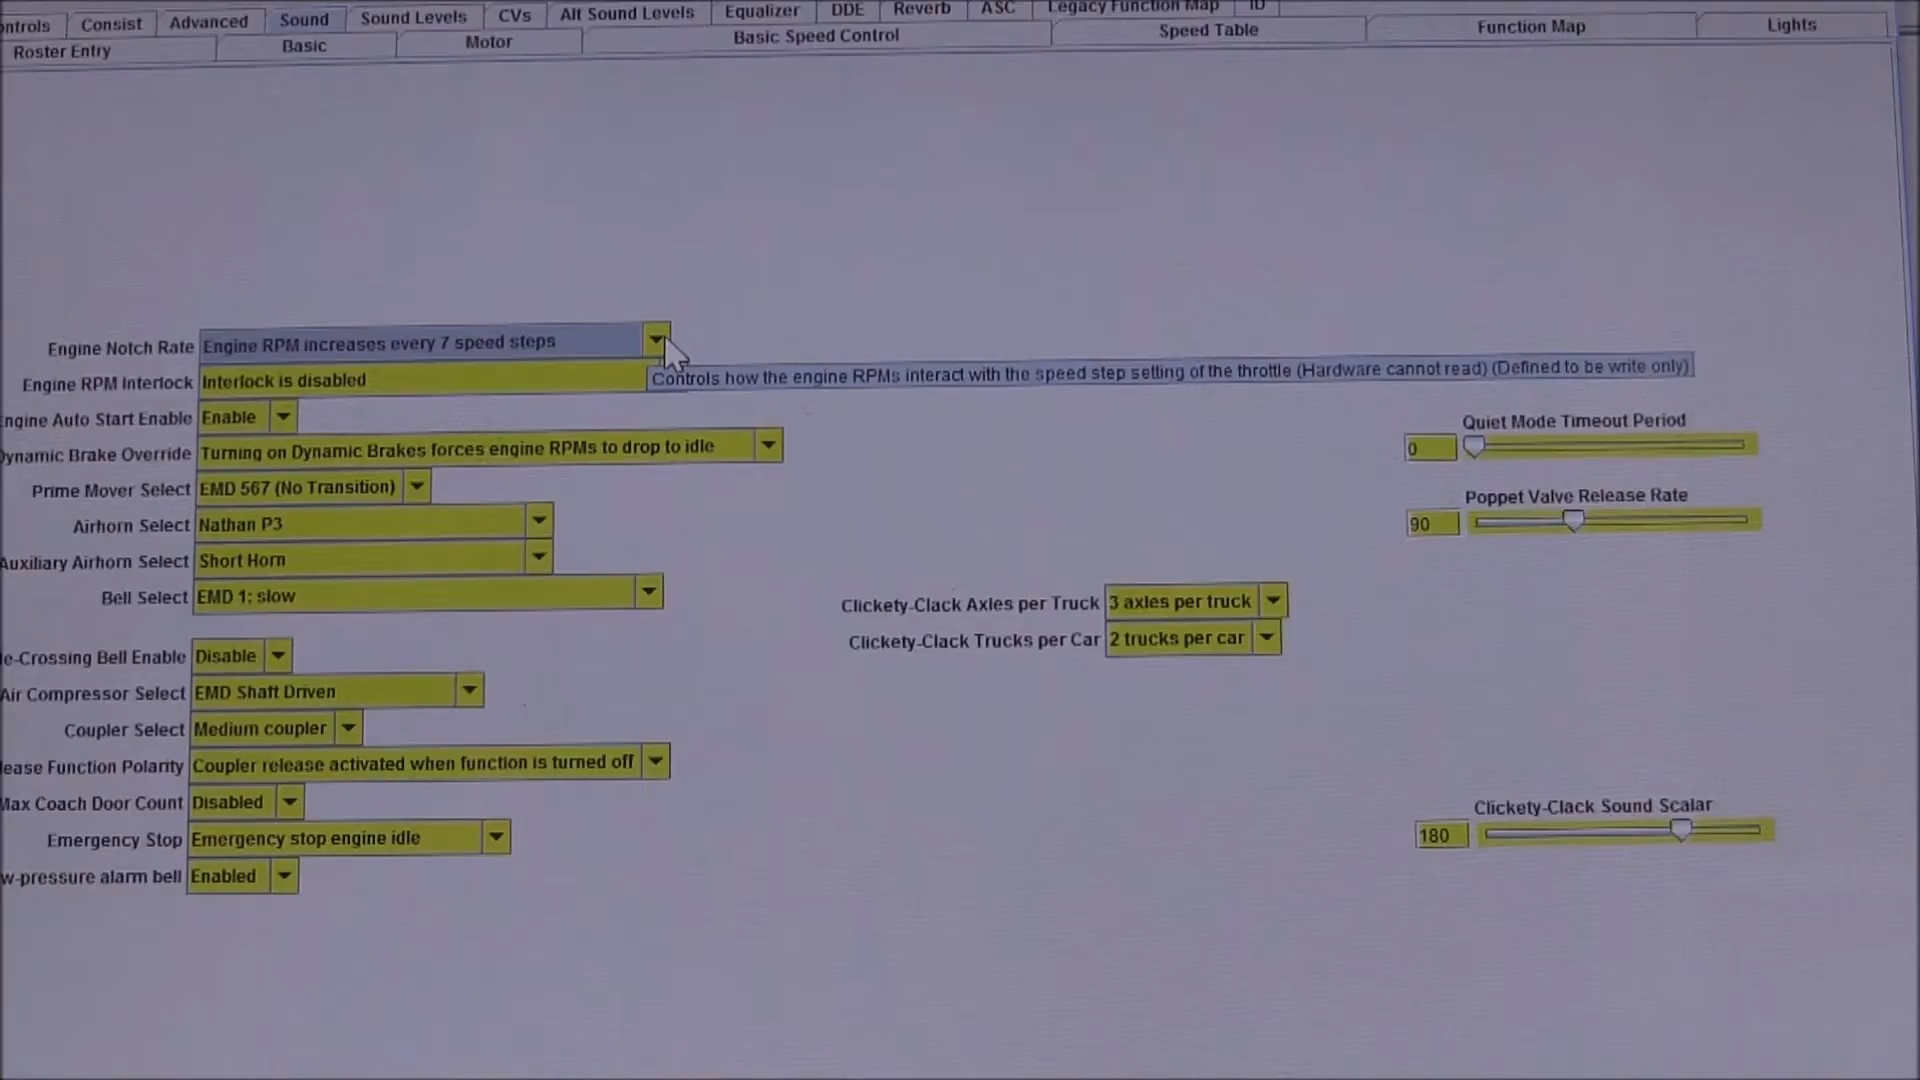 ontrols Consist Advanced Sound Sound Levels CVs Alt Sound Levels Equalizer DDE Reverb ASC Legacy Function Map ID
Roster Entry Basic Motor Basic Speed Control Speed Table Function Map Lights
Engine Notch Rate Engine RPM increases every 7 speed steps
Engine RPM Interlock Interlock is disabled
Controls how the engine RPMs interact with the speed step setting of the throttle (Hardware cannot read) (Defined to be write only)
ngine Auto Start Enable Enable
Quiet Mode Timeout Period
0
Dynamic Brake Override Turning on Dynamic Brakes forces engine RPMs to drop to idle
Prime Mover Select EMD 567 (No Transition)
Poppet Valve Release Rate
90
Airhorn Select Nathan P3
Auxiliary Airhorn Select Short Horn
Bell Select EMD 1: slow
Clickety-Clack Axles per Truck 3 axles per truck
Clickety-Clack Trucks per Car 2 trucks per car
e-Crossing Bell Enable Disable
Air Compressor Select EMD Shaft Driven
Coupler Select Medium coupler
ease Function Polarity Coupler release activated when function is turned off
Max Coach Door Count Disabled
Clickety-Clack Sound Scalar
180
Emergency Stop Emergency stop engine idle
w-pressure alarm bell Enabled